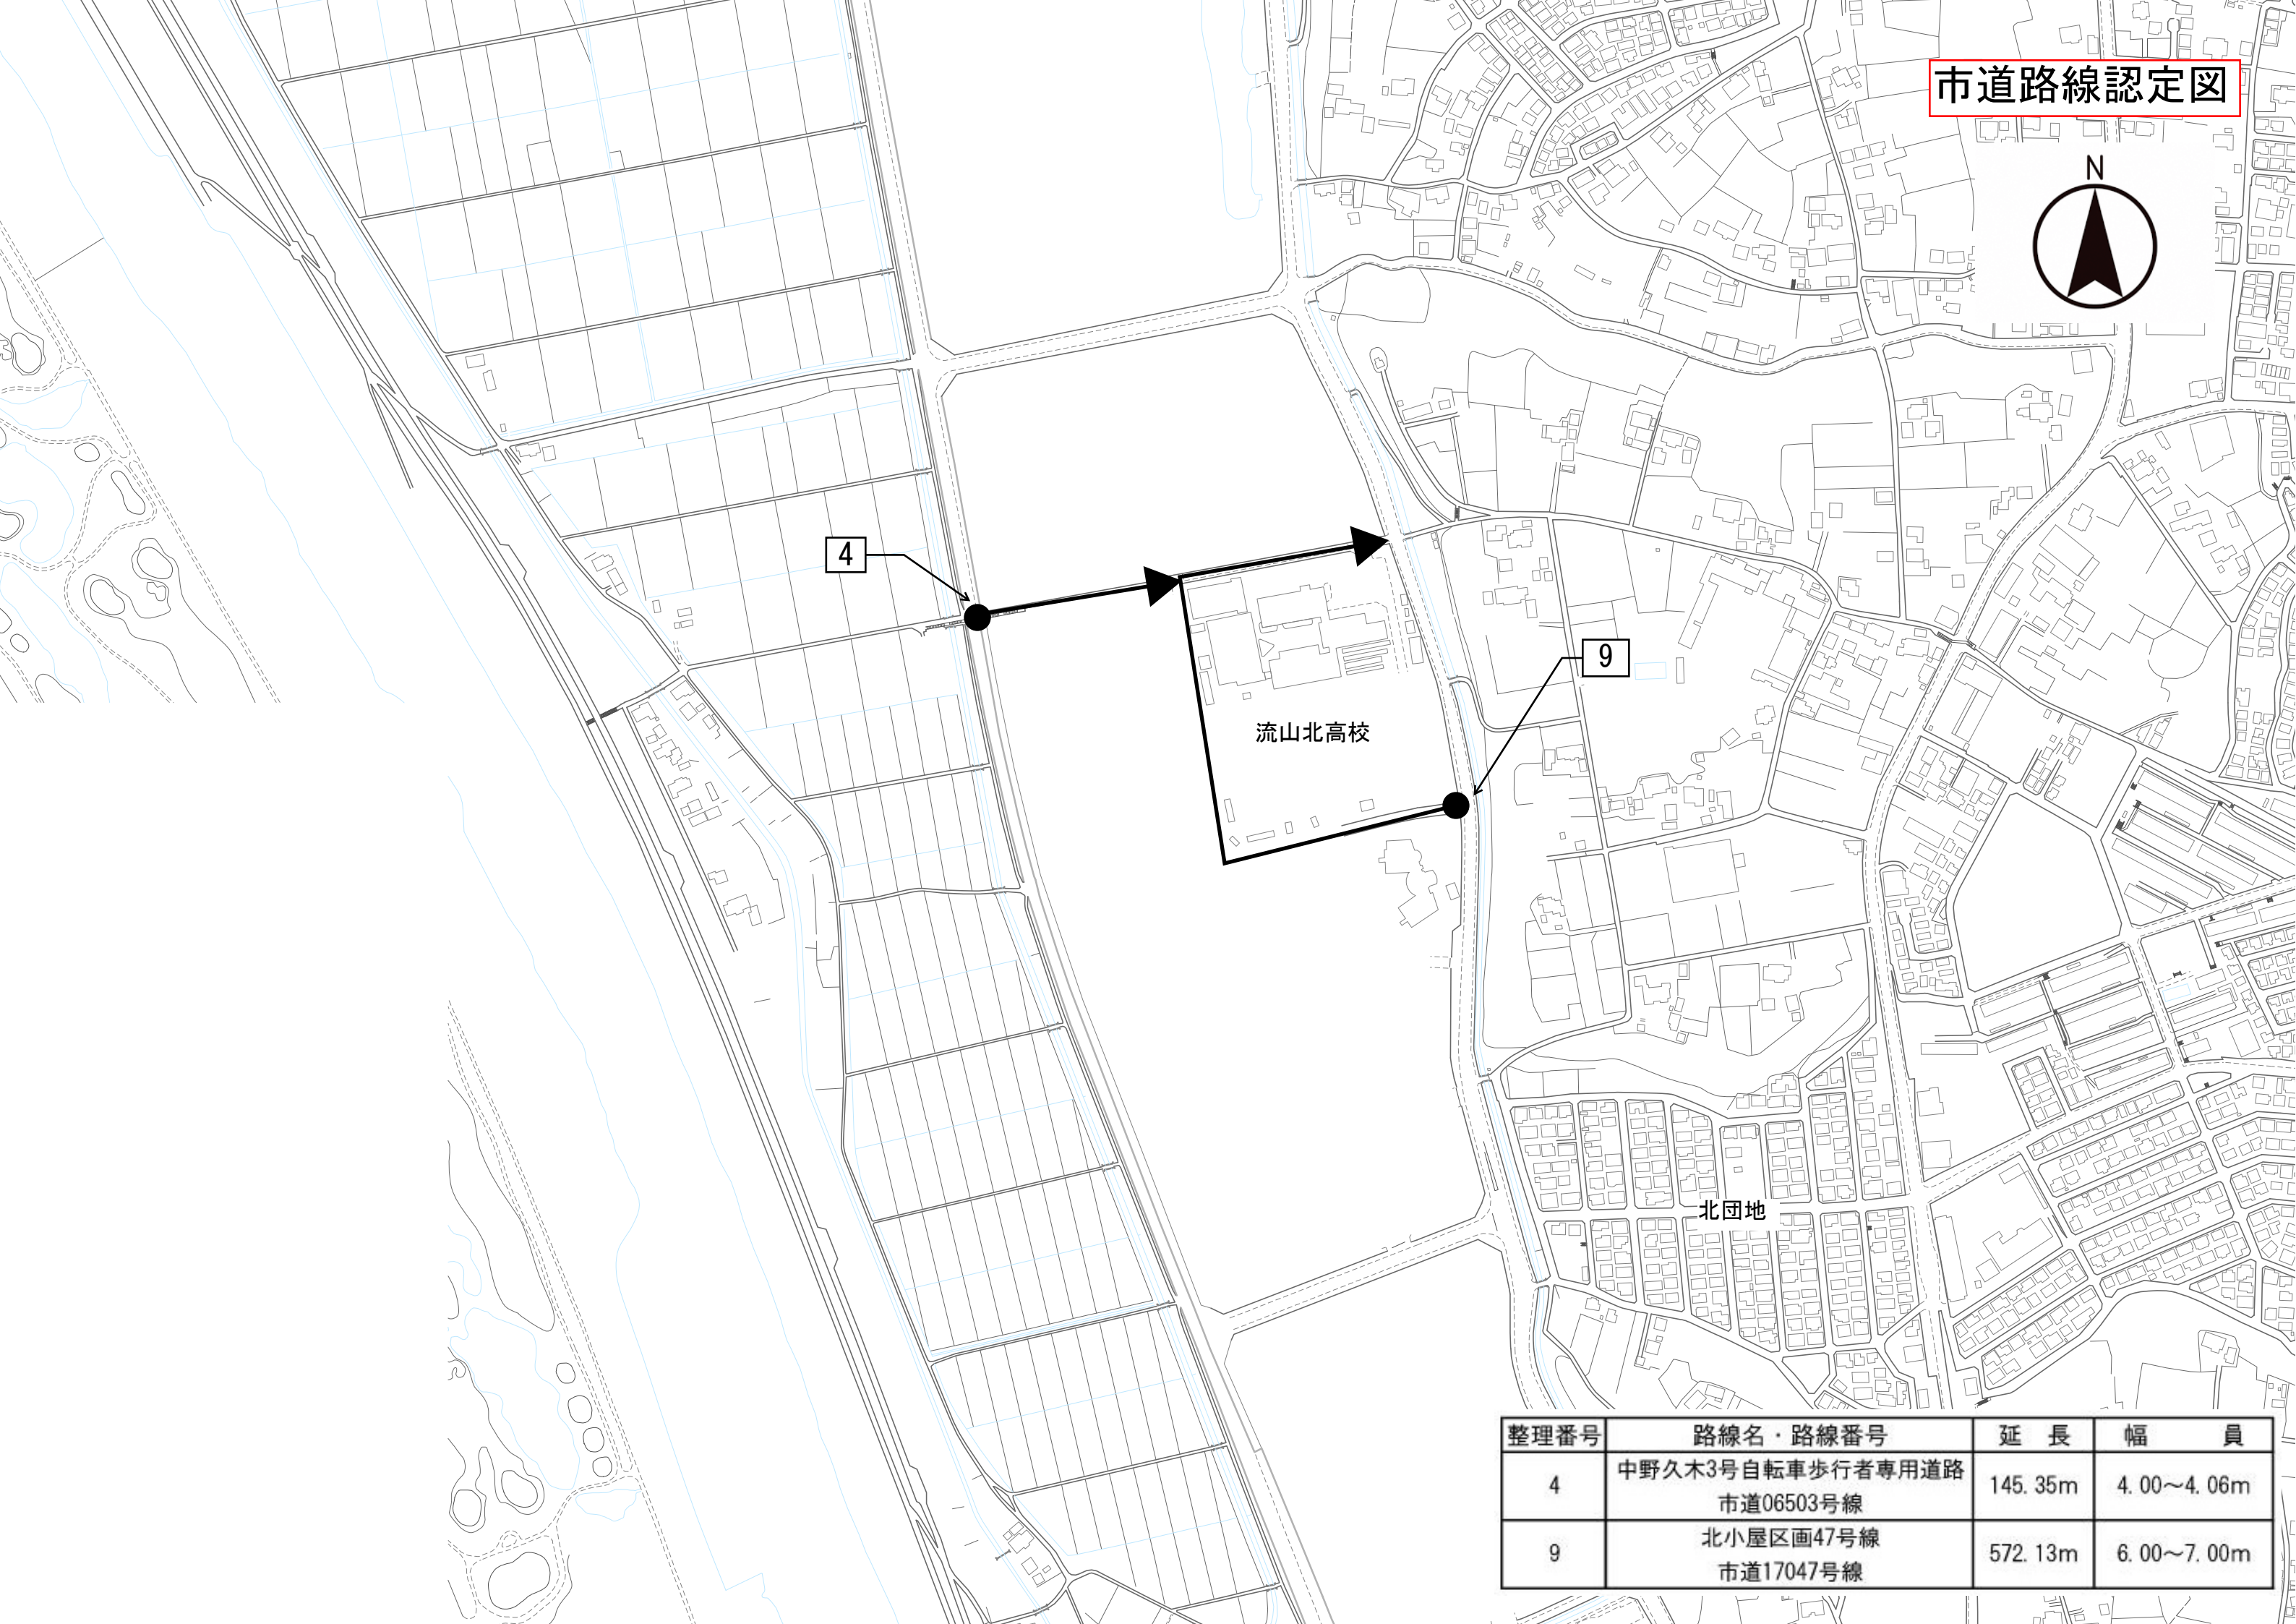 市道路線認定図
N
4
9
流山北高校
北団地
整理番号 路線名・路線番号 延 長 幅 員
4 中野久木3号自転車歩行者専用道路 145.35m 4.00～4.06m
市道06503号線
9 北小屋区画47号線 572.13m 6.00～7.00m
市道17047号線